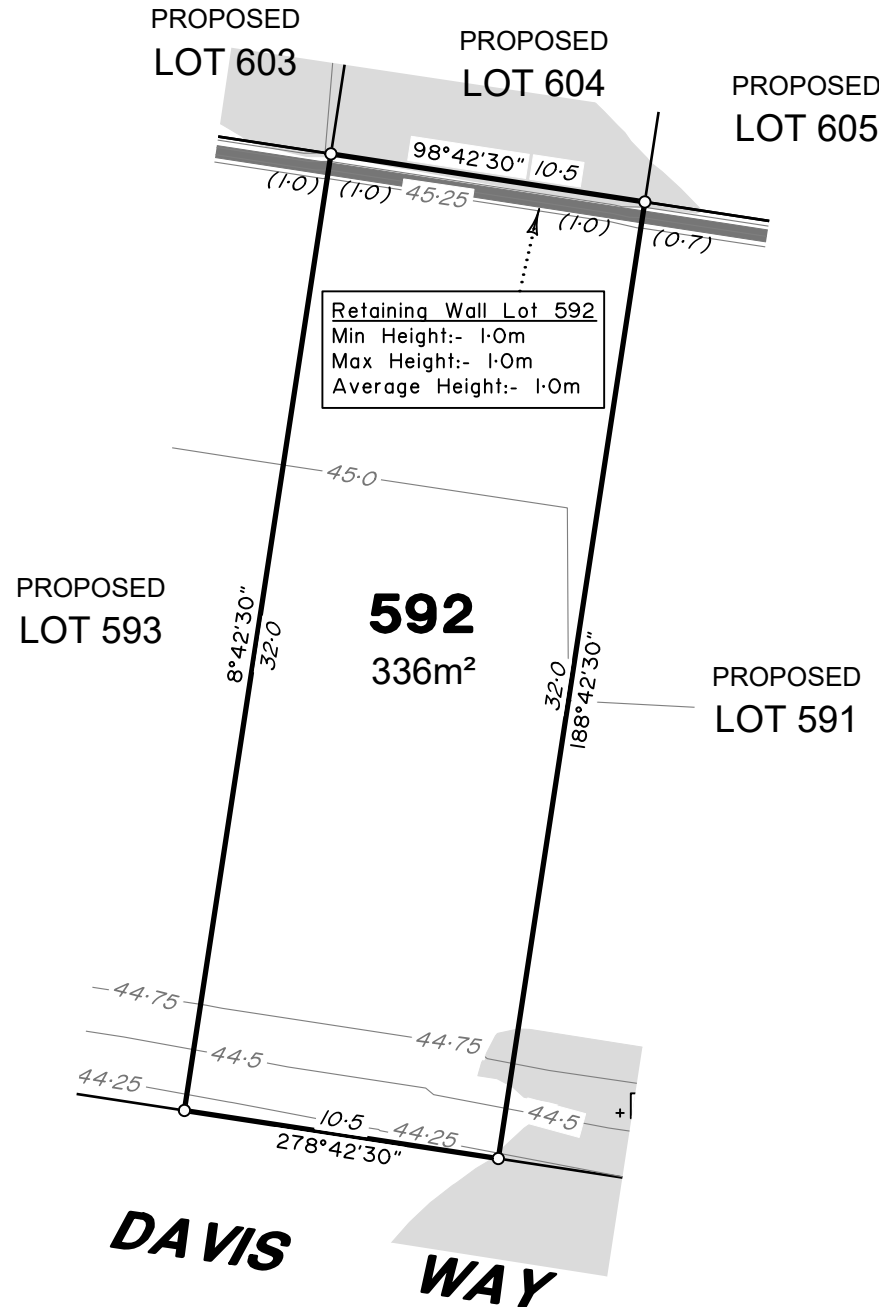 PROPOSED
LOT 603
PROPOSED
LOT 604
PROPOSED
LOT 605
98°42'30" 10·5
(1·0) (1·0) 45·25 (1·0) (0·7)
Retaining Wall Lot 592
Min Height:- 1·0m
Max Height:- 1·0m
Average Height:- 1·0m
45·0
PROPOSED
LOT 593
8°42'30"
32·0
592
336m²
32·0
188°42'30"
PROPOSED
LOT 591
44·75
44·75
44·5
44·5
44·25
10·5
44·25
278°42'30"
DAVIS WAY